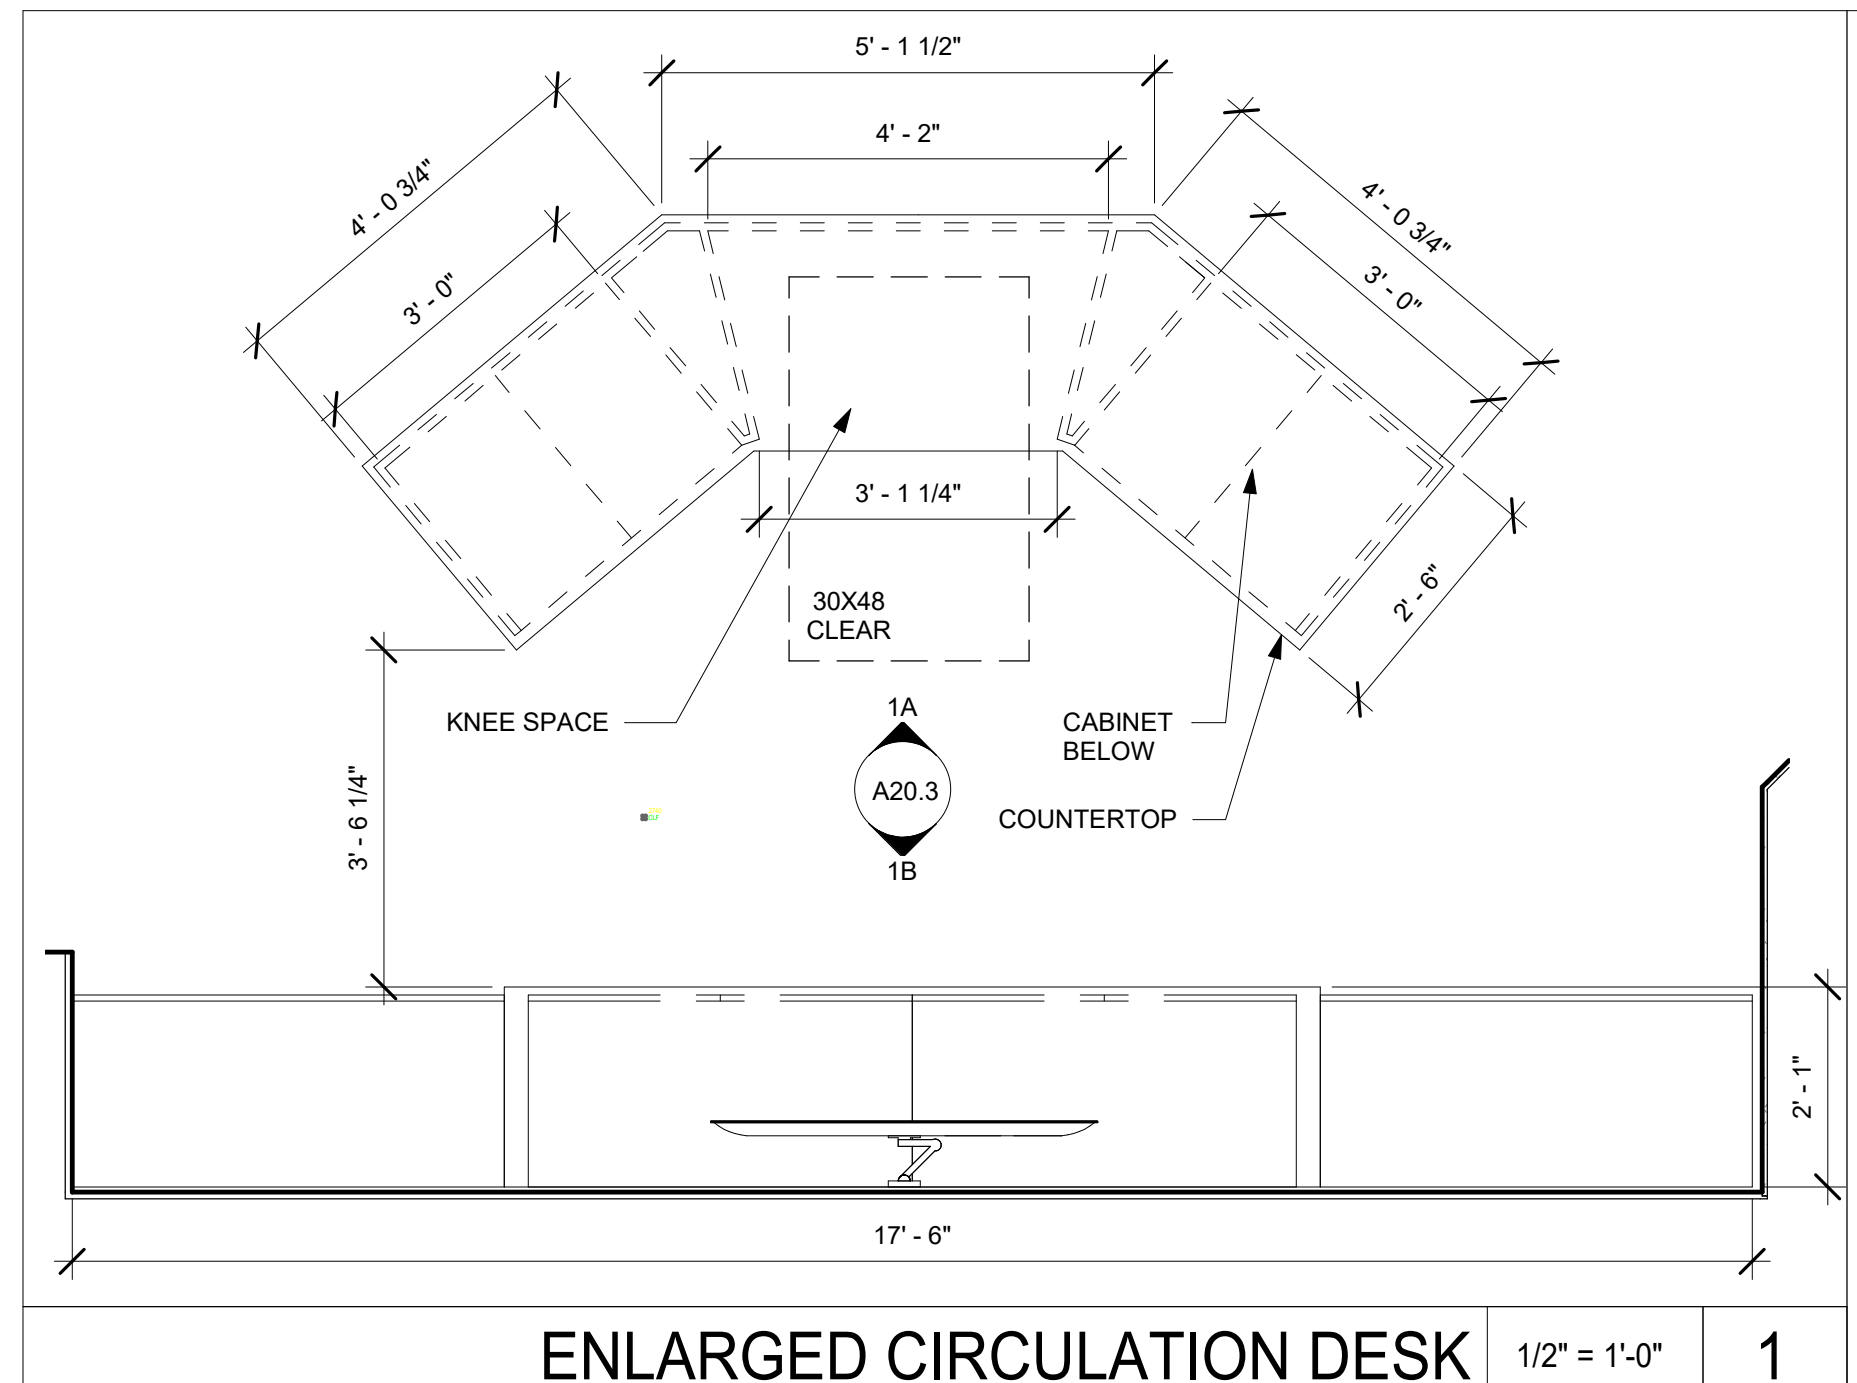 5' - 1 1/2"
4' - 2"
4' - 0 3/4"
3' - 0"
4' - 0 3/4"
3' - 0"
3' - 1 1/4"
2' - 6"
30X48
CLEAR
KNEE SPACE
1A
A20.3
1B
CABINET
BELOW
COUNTERTOP
3' - 6 1/4"
2' - 1"
17' - 6"
ENLARGED CIRCULATION DESK
1/2" = 1'-0"
1